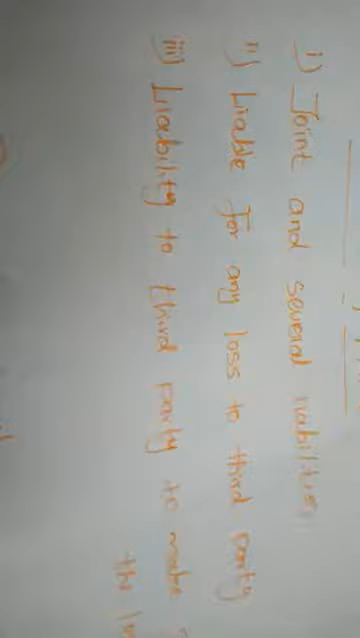 i) Joint and several liabilities
ii) Liable for any loss to third party
iii) Liability to third party to make
the